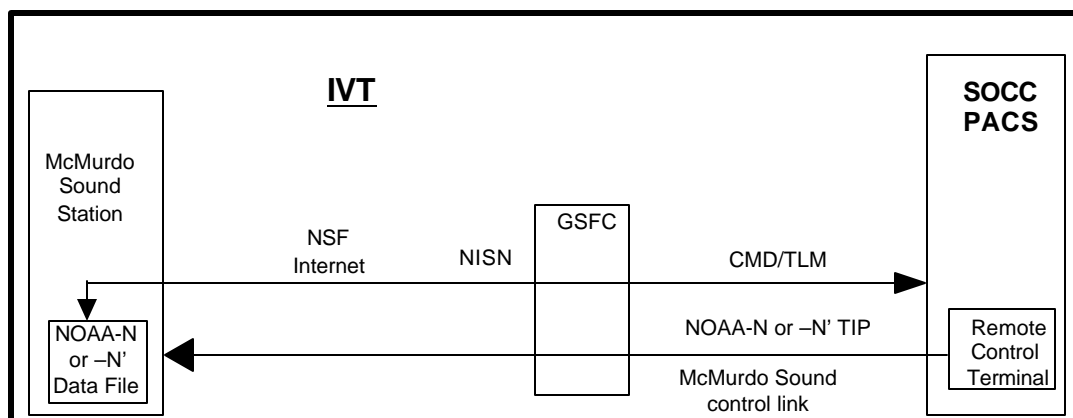 IVT
SOCC
PACS
McMurdo
Sound
Station
GSFC
NSF
Internet
NISN
CMD/TLM
NOAA-N
or –N’
Data File
NOAA-N or –N’ TIP
Remote
Control
Terminal
McMurdo Sound
control link